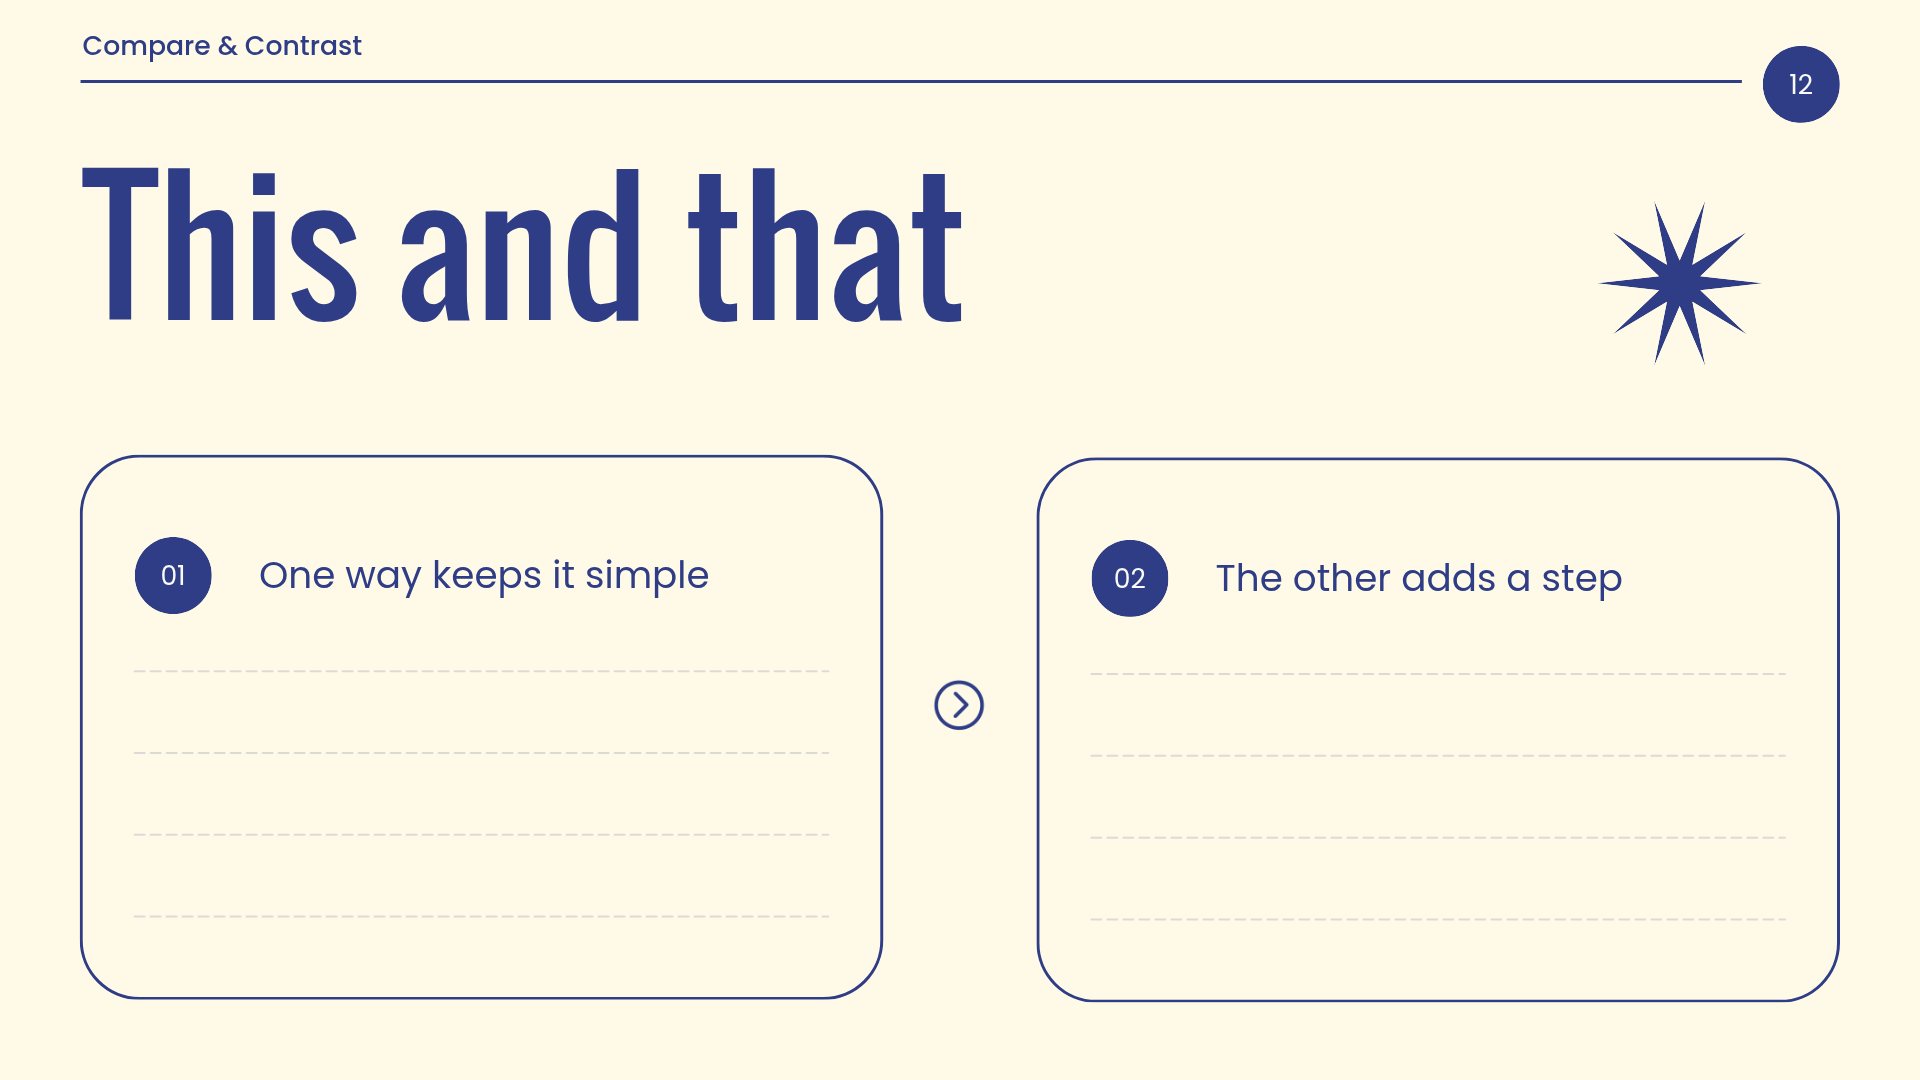 Compare & Contrast
12
This and that
01
One way keeps it simple
02
The other adds a step